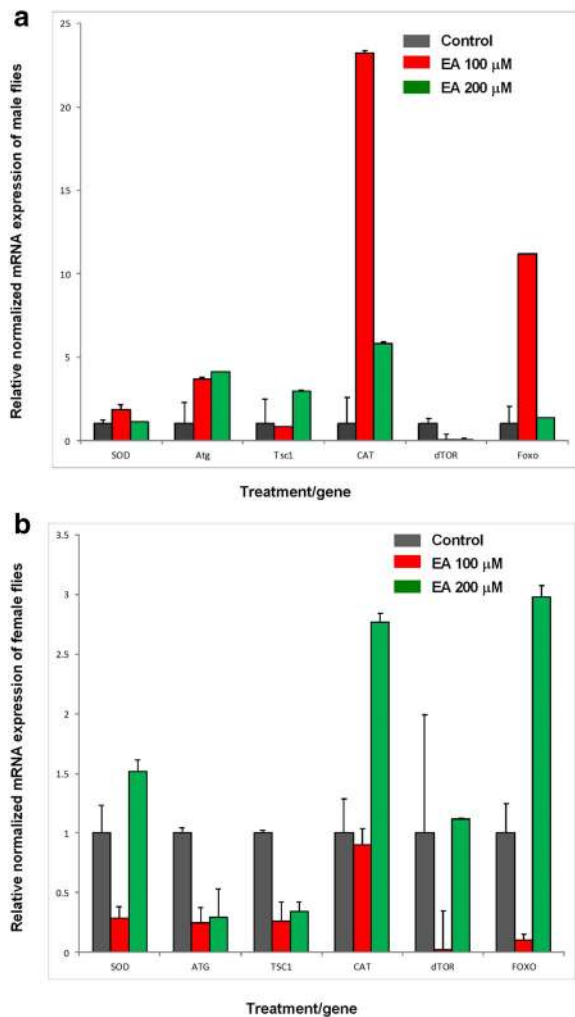 a
Relative normalized mRNA expression of male flies
25
20
15
10
5
0
Control
EA 100 μM
EA 200 μM
SOD
Atg
Tsc1
CAT
dTOR
Foxo
Treatment/gene
b
Relative normalized mRNA expression of female flies
3.5
3
2.5
2
1.5
1
0.5
0
Control
EA 100 μM
EA 200 μM
SOD
ATG
TSC1
CAT
dTOR
FOXO
Treatment/gene